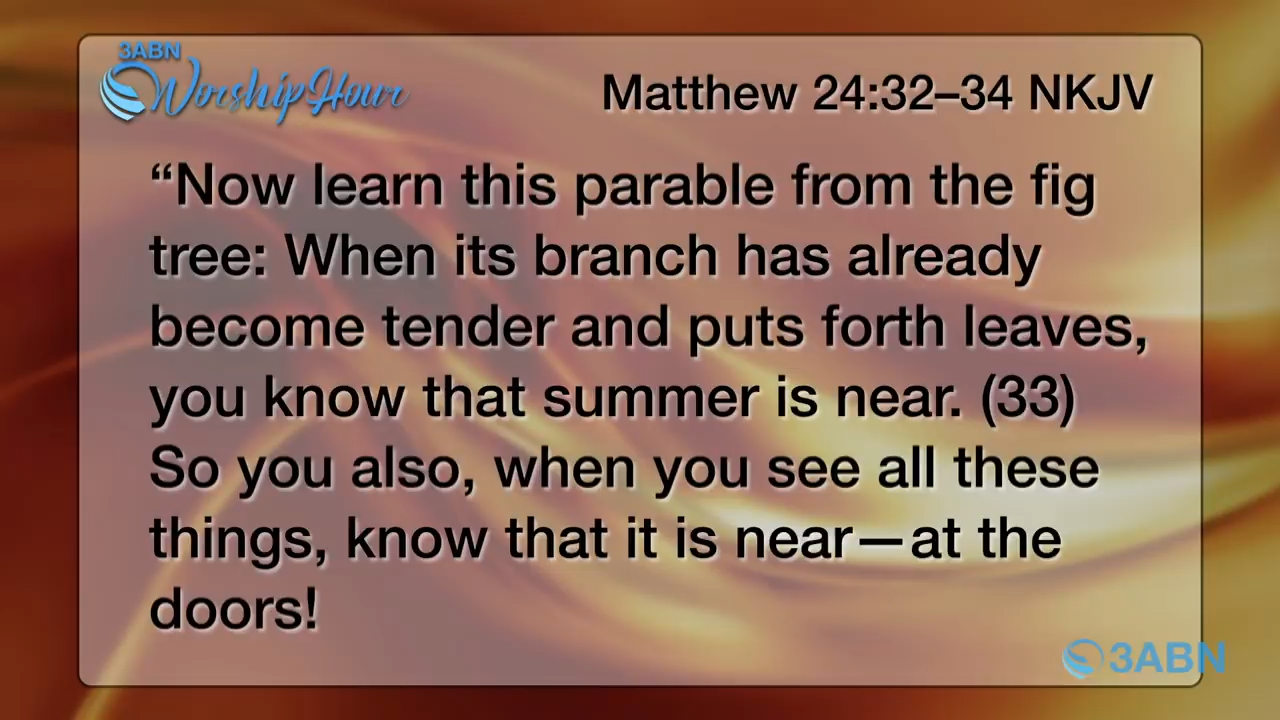 3ABN
Worship Hour
Matthew 24:32–34 NKJV
“Now learn this parable from the fig
tree: When its branch has already
become tender and puts forth leaves,
you know that summer is near. (33)
So you also, when you see all these
things, know that it is near—at the
doors!
3ABN